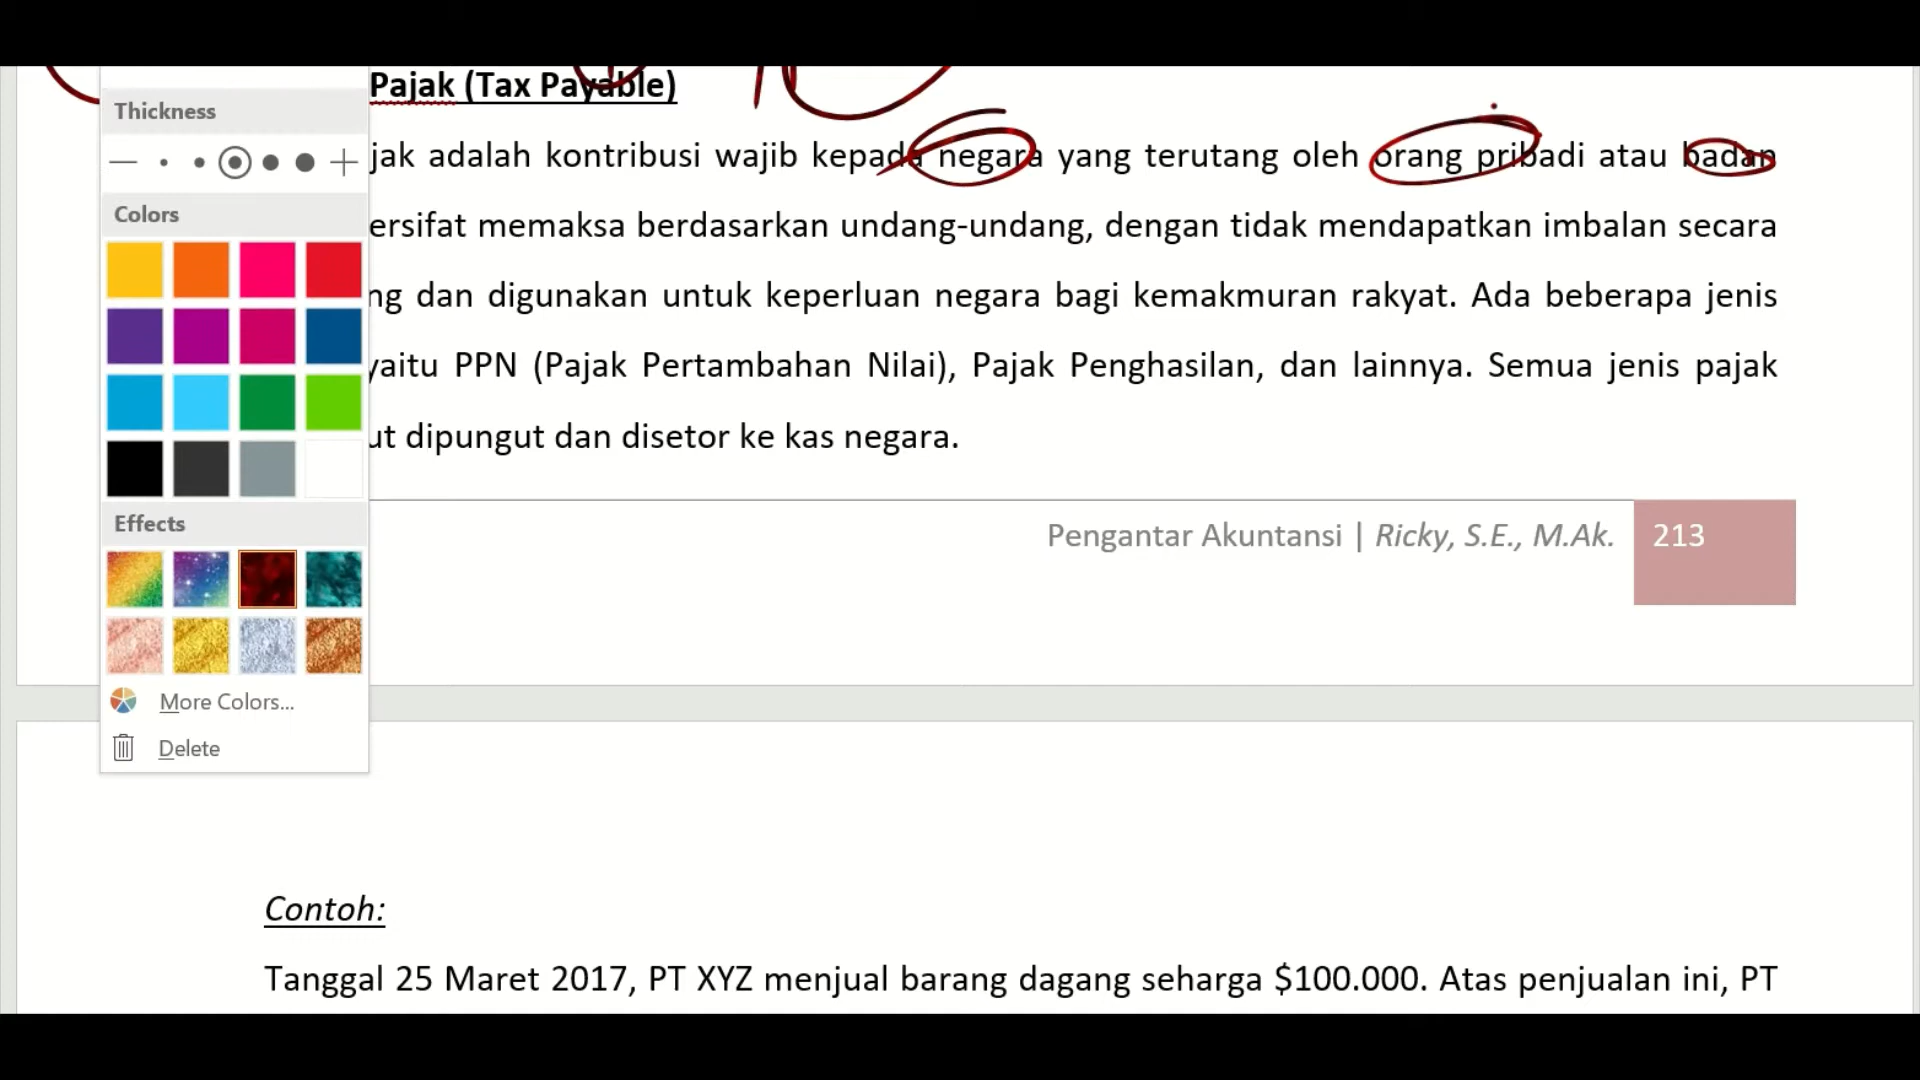 Pajak (Tax Payable)
Thickness
jak adalah kontribusi wajib kepada negara yang terutang oleh orang pribadi atau badan
Colors
ersifat memaksa berdasarkan undang-undang, dengan tidak mendapatkan imbalan secara
ng dan digunakan untuk keperluan negara bagi kemakmuran rakyat. Ada beberapa jenis
yaitu PPN (Pajak Pertambahan Nilai), Pajak Penghasilan, dan lainnya. Semua jenis pajak
ut dipungut dan disetor ke kas negara.
Effects
Pengantar Akuntansi | Ricky, S.E., M.Ak. 213
More Colors...
Delete
Contoh:
Tanggal 25 Maret 2017, PT XYZ menjual barang dagang seharga $100.000. Atas penjualan ini, PT